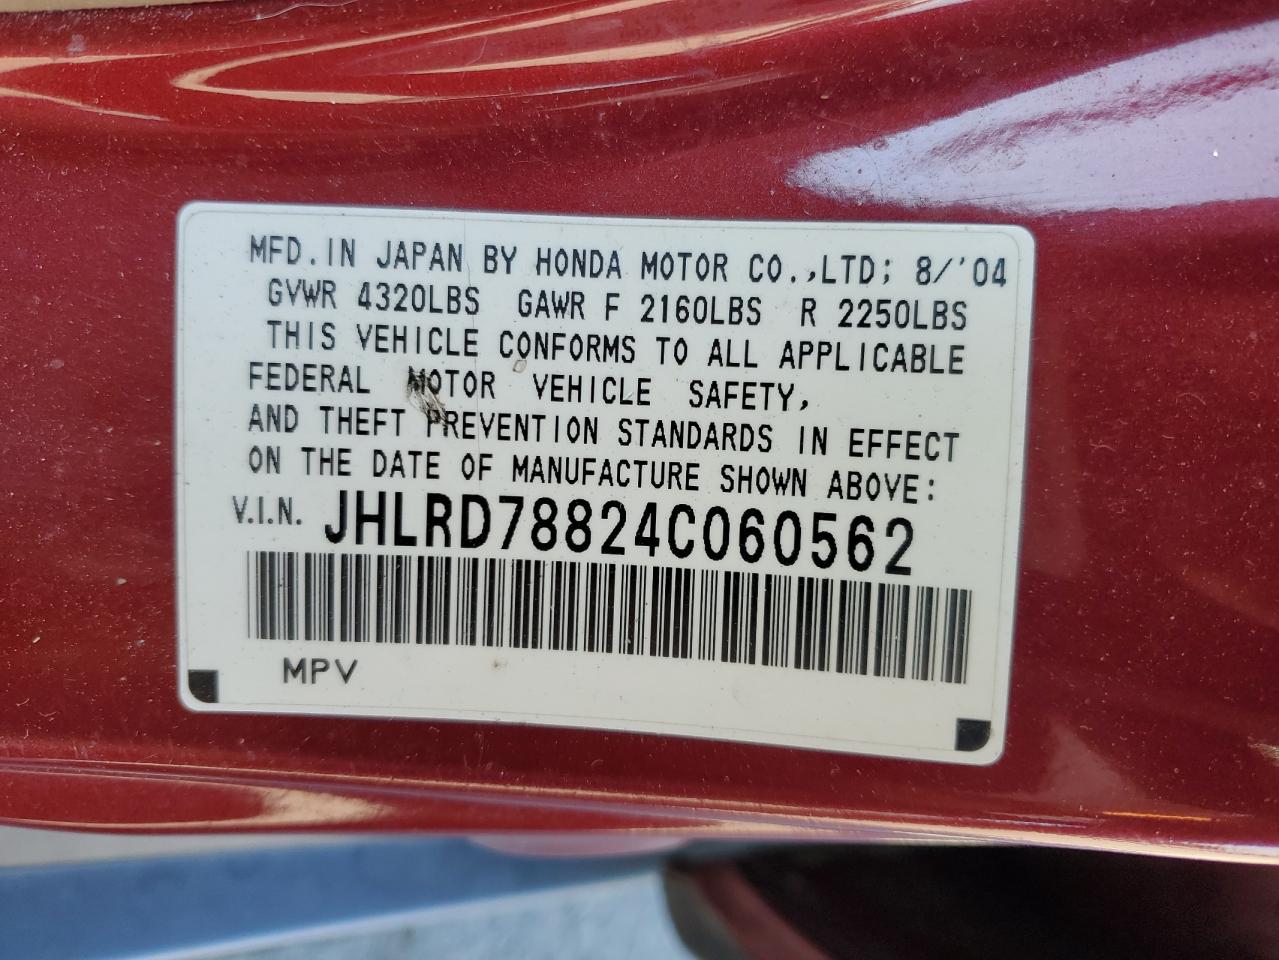 MFD.IN JAPAN BY HONDA MOTOR CO.,LTD; 8/'04
GVWR 4320LBS GAWR F 2160LBS R 2250LBS
THIS VEHICLE CONFORMS TO ALL APPLICABLE
FEDERAL MOTOR VEHICLE SAFETY,
AND THEFT PREVENTION STANDARDS IN EFFECT
ON THE DATE OF MANUFACTURE SHOWN ABOVE:
V.I.N. JHLRD78824C060562
MPV